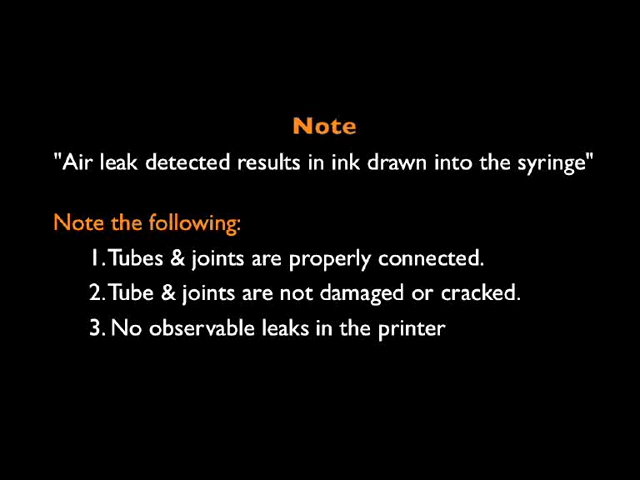 Note
"Air leak detected results in ink drawn into the syringe"
Note the following:
1. Tubes & joints are properly connected.
2. Tube & joints are not damaged or cracked.
3. No observable leaks in the printer